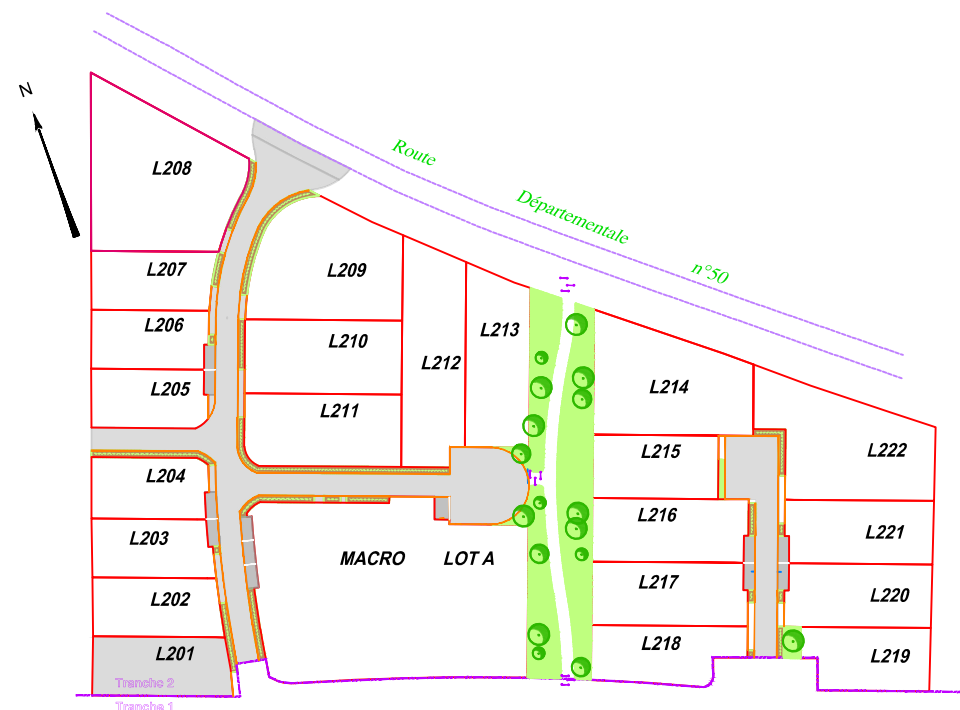 N
Route
Départementale
n°50
L208
L207
L206
L205
L204
L203
L202
L201
L209
L210
L211
L212
L213
L214
L215
L216
L217
L218
L222
L221
L220
L219
MACRO LOT A
Tranche 2
Tranche 1